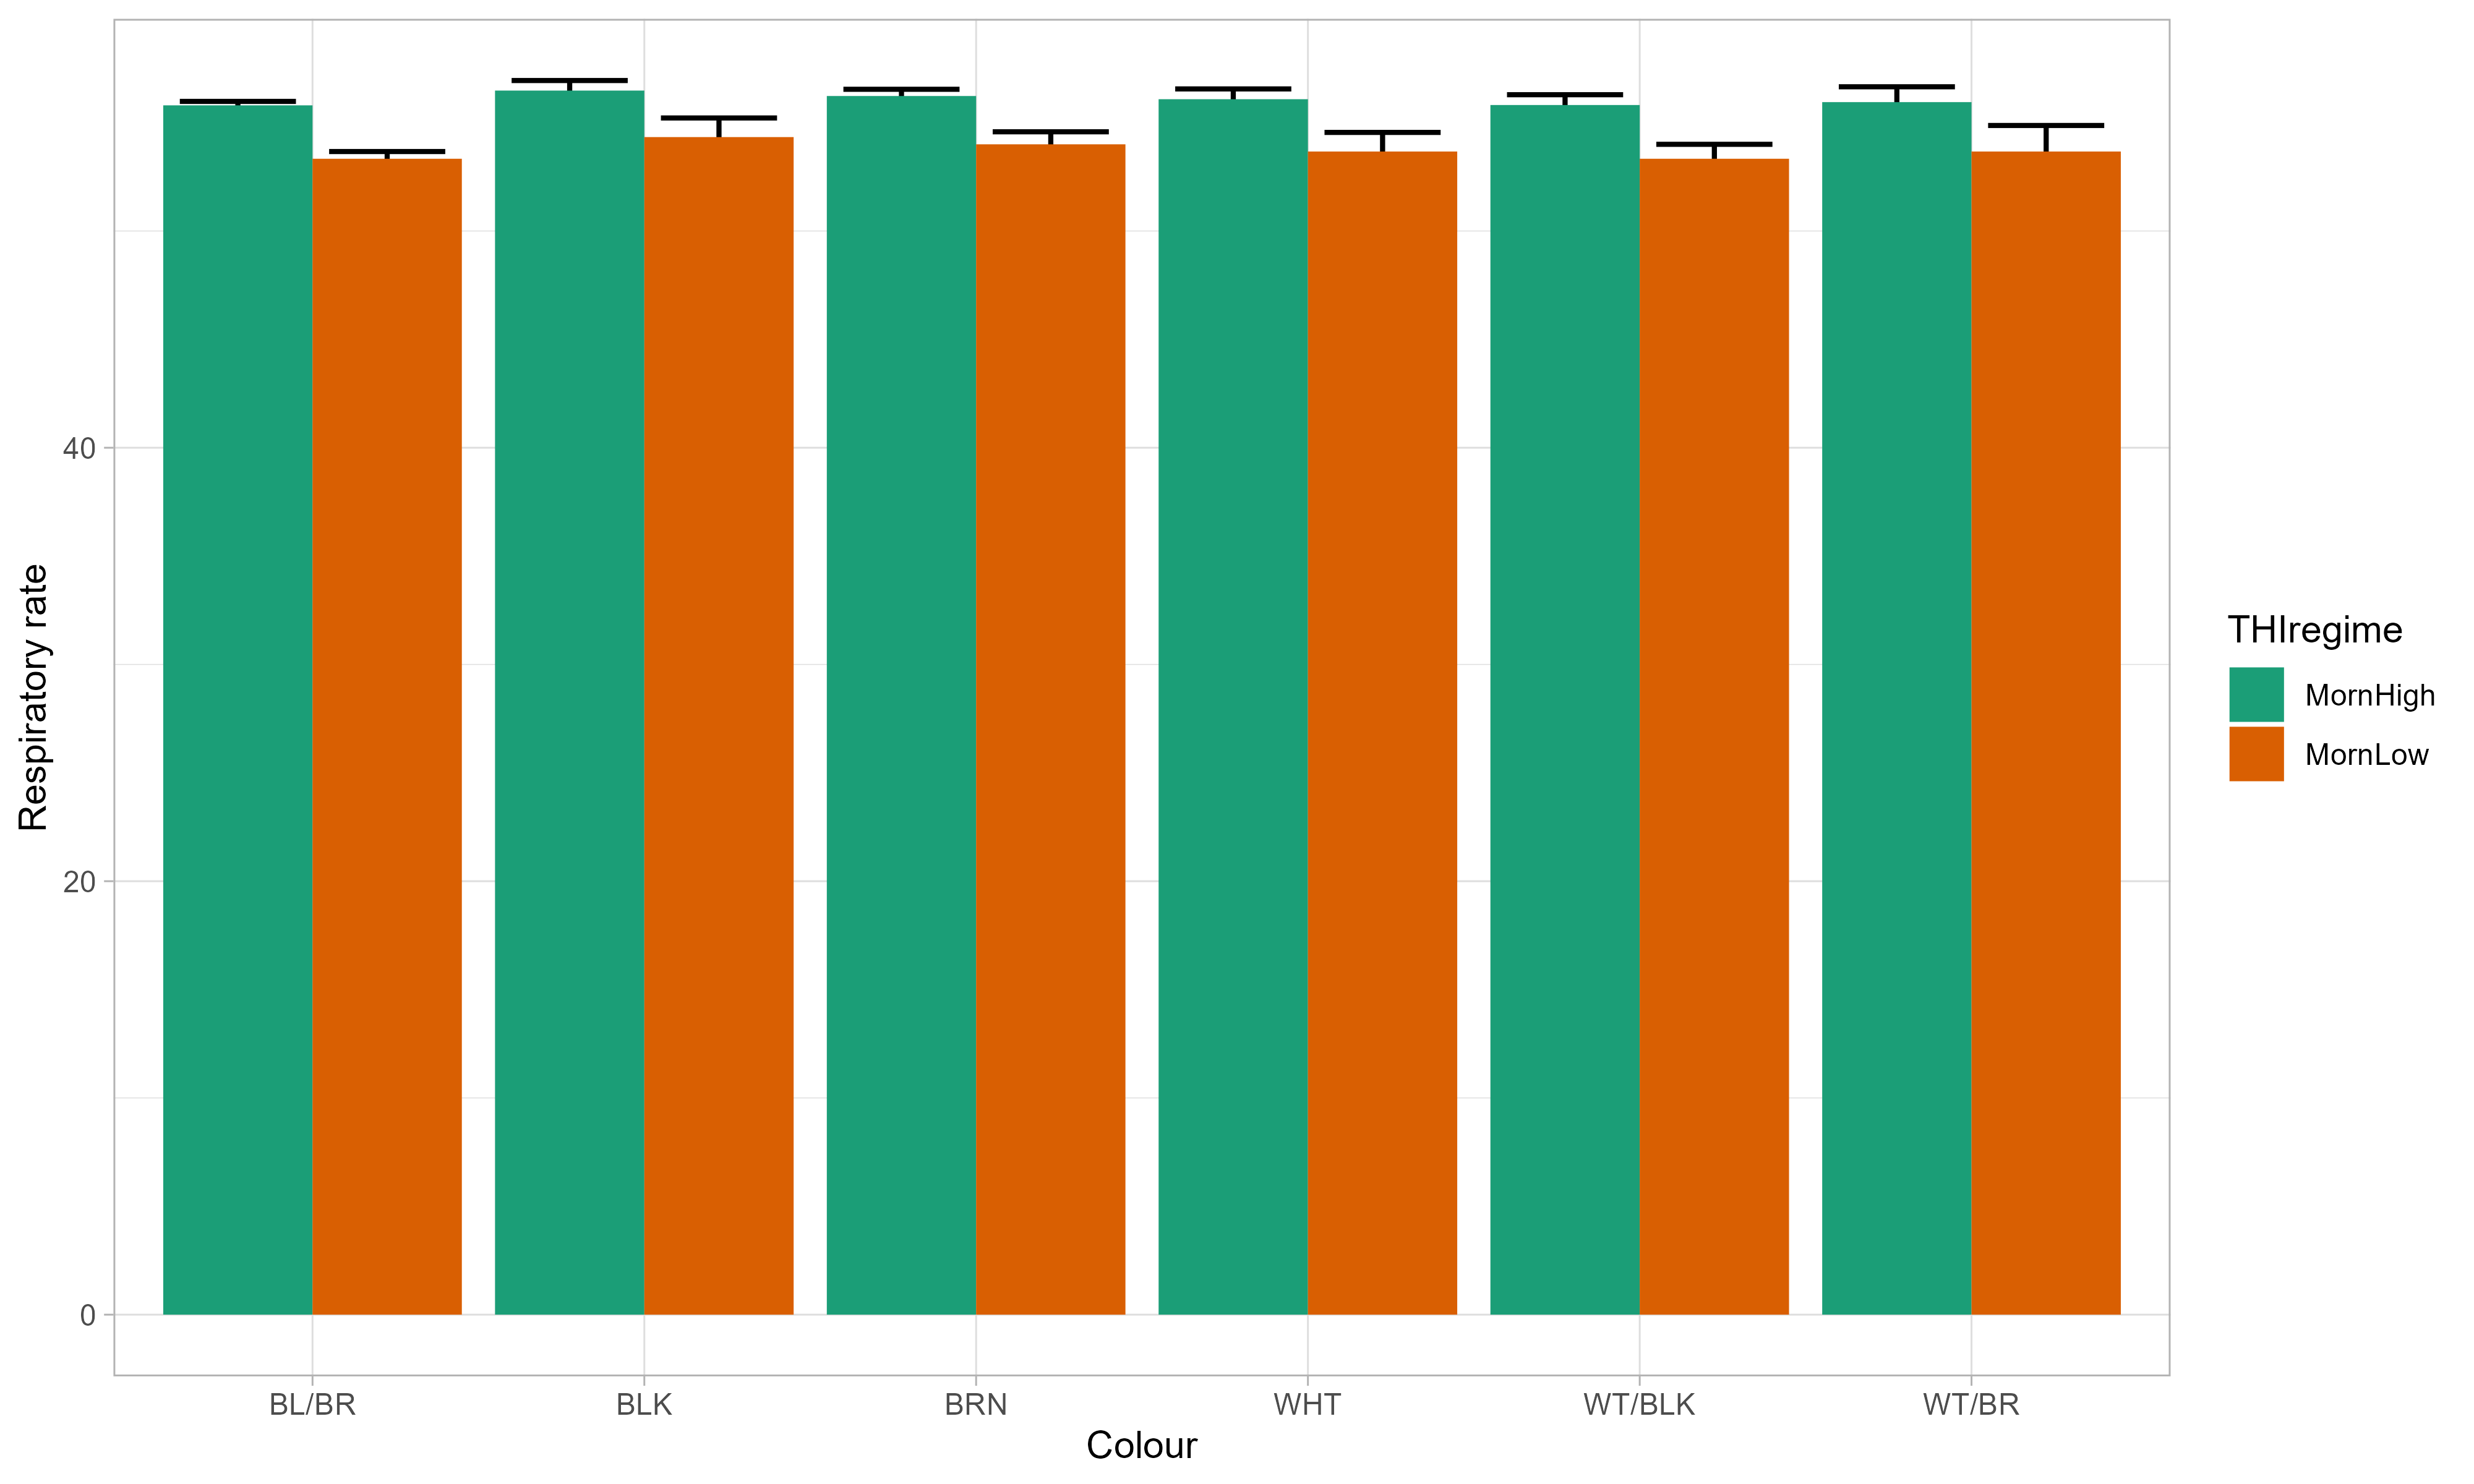 Respiratory rate
40
20
0
BL/BR
BLK
BRN
WHT
WT/BLK
WT/BR
Colour
THIregime
MornHigh
MornLow